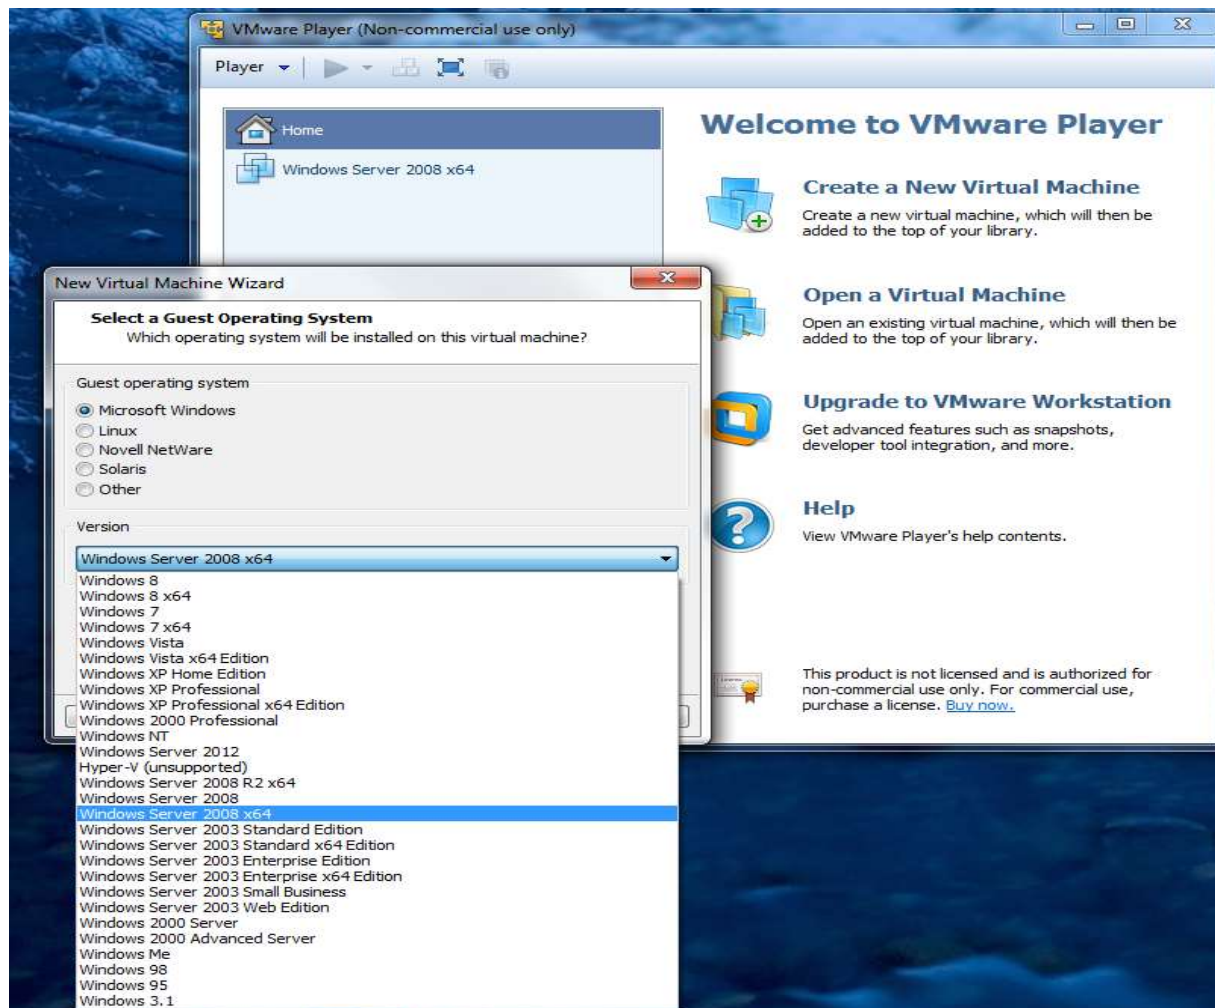 VMware Player (Non-commercial use only)
Player
Home
Windows Server 2008 x64
Welcome to VMware Player
Create a New Virtual Machine
Create a new virtual machine, which will then be
added to the top of your library.
Open a Virtual Machine
Open an existing virtual machine, which will then be
added to the top of your library.
Upgrade to VMware Workstation
Get advanced features such as snapshots,
developer tool integration, and more.
Help
View VMware Player's help contents.
This product is not licensed and is authorized for
non-commercial use only. For commercial use,
purchase a license. Buy now.
New Virtual Machine Wizard
Select a Guest Operating System
Which operating system will be installed on this virtual machine?
Guest operating system
Microsoft Windows
Linux
Novell NetWare
Solaris
Other
Version
Windows Server 2008 x64
Windows 8
Windows 8 x64
Windows 7
Windows 7 x64
Windows Vista
Windows Vista x64 Edition
Windows XP Home Edition
Windows XP Professional
Windows XP Professional x64 Edition
Windows 2000 Professional
Windows NT
Windows Server 2012
Hyper-V (unsupported)
Windows Server 2008 R2 x64
Windows Server 2008
Windows Server 2008 x64
Windows Server 2003 Standard Edition
Windows Server 2003 Standard x64 Edition
Windows Server 2003 Enterprise Edition
Windows Server 2003 Enterprise x64 Edition
Windows Server 2003 Small Business
Windows Server 2003 Web Edition
Windows 2000 Server
Windows 2000 Advanced Server
Windows Me
Windows 98
Windows 95
Windows 3.1